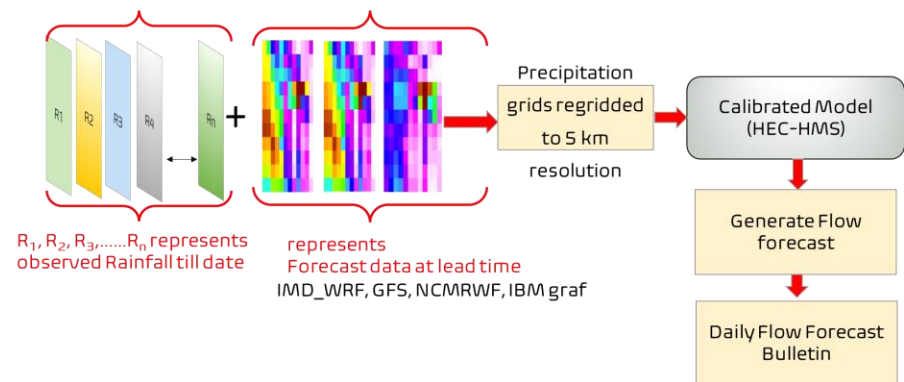 R1
R2
R3
R4
Rn
+
R₁, R₂, R₃,......Rₙ represents
observed Rainfall till date
represents
Forecast data at lead time
IMD_WRF, GFS, NCMRWF, IBM graf
Precipitation
grids regridded
to 5 km
resolution
Calibrated Model
(HEC-HMS)
Generate Flow
forecast
Daily Flow Forecast
Bulletin